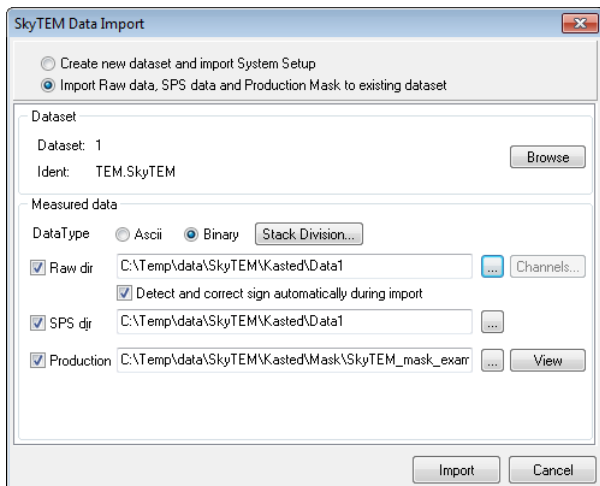 SkyTEM Data Import
Create new dataset and import System Setup
Import Raw data, SPS data and Production Mask to existing dataset
Dataset
Dataset: 1
Browse
Ident: TEM.SkyTEM
Measured data
DataType Ascii Binary Stack Division...
Raw dir C:\Temp\data\SkyTEM\Kasted\Data1 ... Channels...
Detect and correct sign automatically during import
SPS dir C:\Temp\data\SkyTEM\Kasted\Data1 ...
Production C:\Temp\data\SkyTEM\Kasted\Mask\SkyTEM_mask_exam ... View
Import Cancel